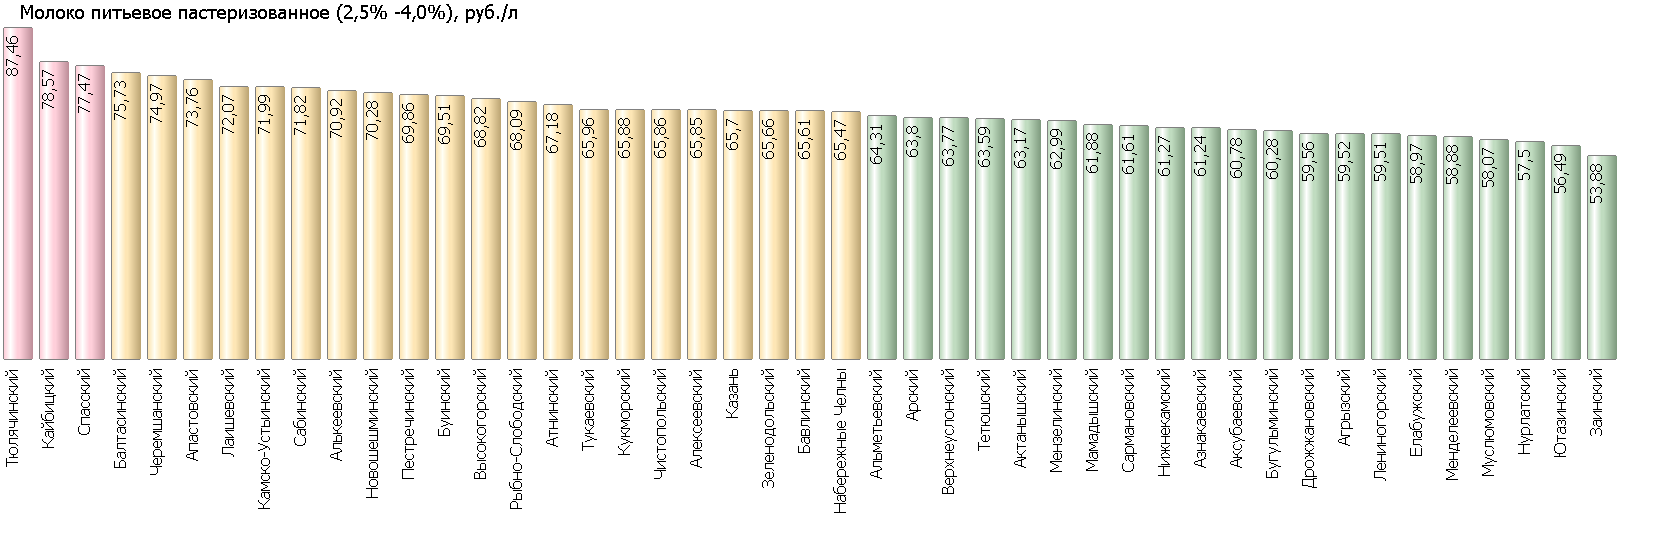 Молоко питьевое пастеризованное (2,5% -4,0%), руб./л
87,46
78,57
77,47
75,73
74,97
73,76
72,07
71,99
71,82
70,92
70,28
69,86
69,51
68,82
68,09
67,18
65,96
65,88
65,86
65,85
65,7
65,66
65,61
65,47
64,31
63,8
63,77
63,59
63,17
62,99
61,88
61,61
61,27
61,24
60,78
60,28
59,56
59,52
59,51
58,97
58,88
58,07
57,5
56,49
53,88
Тюлячинский
Кайбицкий
Спасский
Балтасинский
Черемшанский
Апастовский
Лаишевский
Камско-Устьинский
Сабинский
Алькеевский
Новошешминский
Пестречинский
Буинский
Высокогорский
Рыбно-Слободский
Атнинский
Тукаевский
Кукморский
Чистопольский
Алексеевский
Казань
Зеленодольский
Бавлинский
Набережные Челны
Альметьевский
Арский
Верхнеуслонский
Тетюшский
Актанышский
Мензелинский
Мамадышский
Сармановский
Нижнекамский
Азнакаевский
Аксубаевский
Бугульминский
Дрожжановский
Агрызский
Лениногорский
Елабужский
Менделеевский
Муслюмовский
Нурлатский
Ютазинский
Заинский